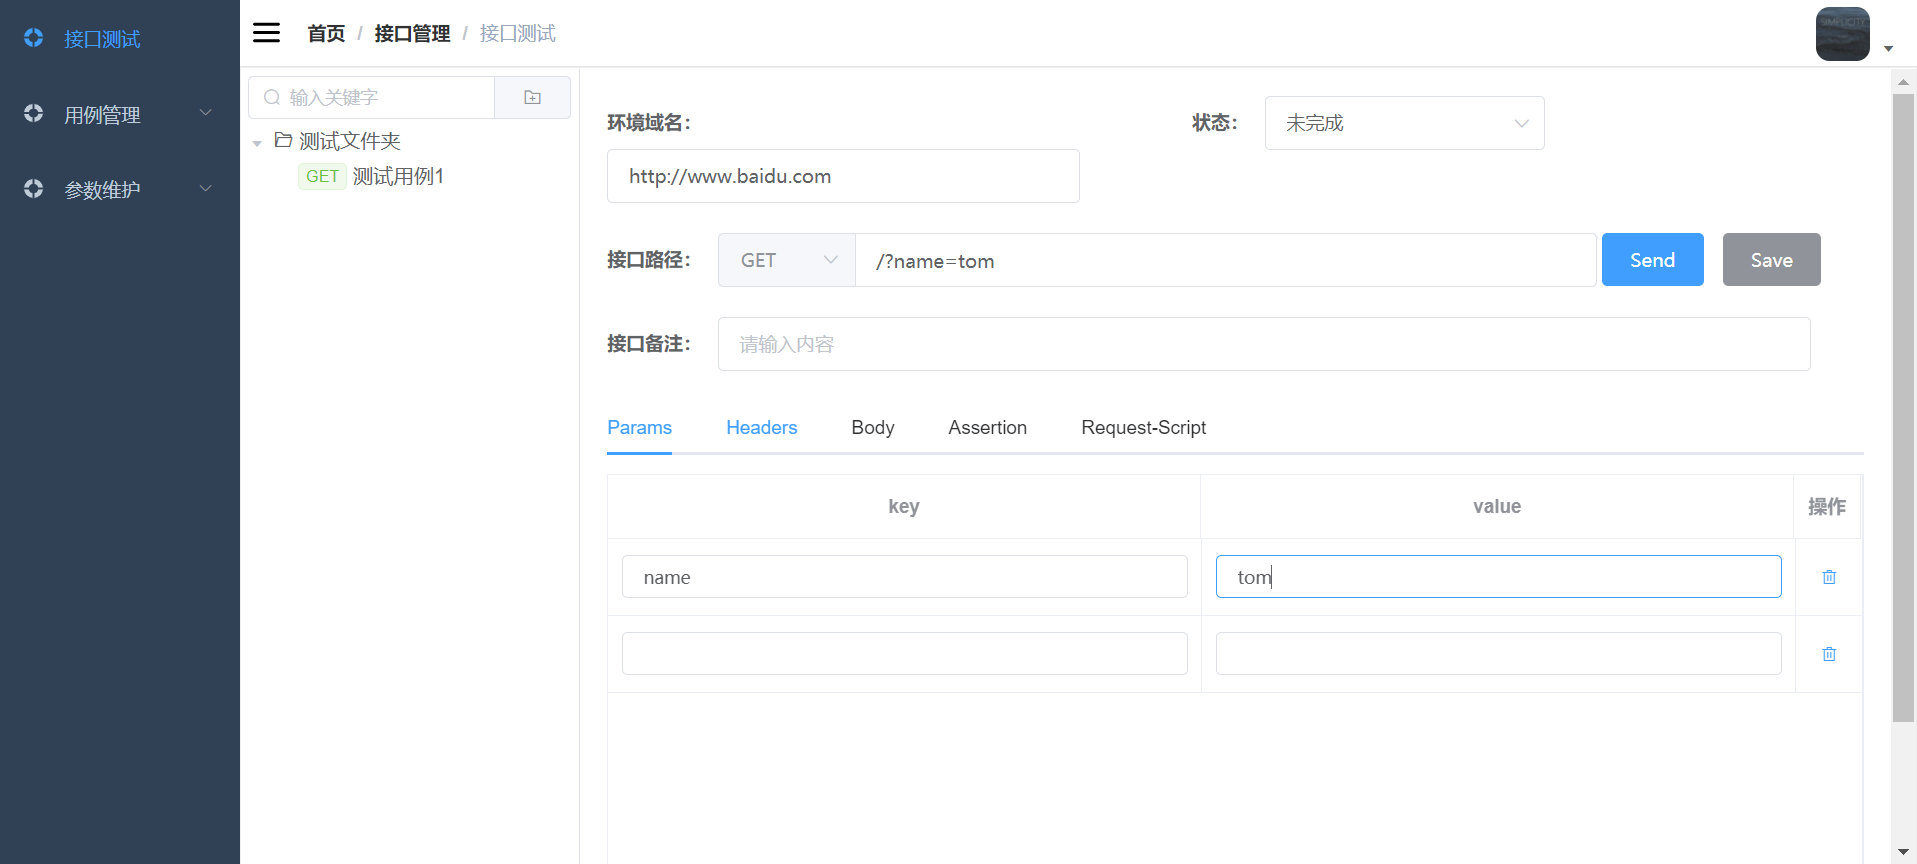 接口测试
用例管理
参数维护
首页 / 接口管理 / 接口测试
SIMPLICITY
输入关键字
测试文件夹
GET 测试用例1
环境域名：
状态： 未完成
http://www.baidu.com
接口路径： GET /?name=tom Send Save
接口备注： 请输入内容
Params Headers Body Assertion Request-Script
key value 操作
name tom